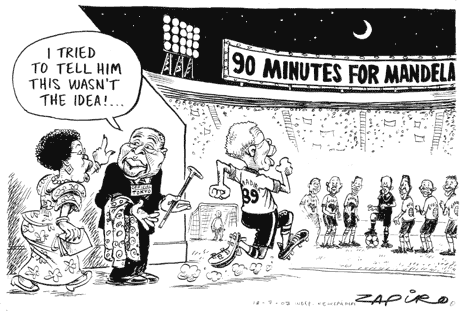 I TRIED
TO TELL HIM
THIS WASN'T
THE IDEA!...
90 MINUTES FOR MANDELA
89
ZAPIRO